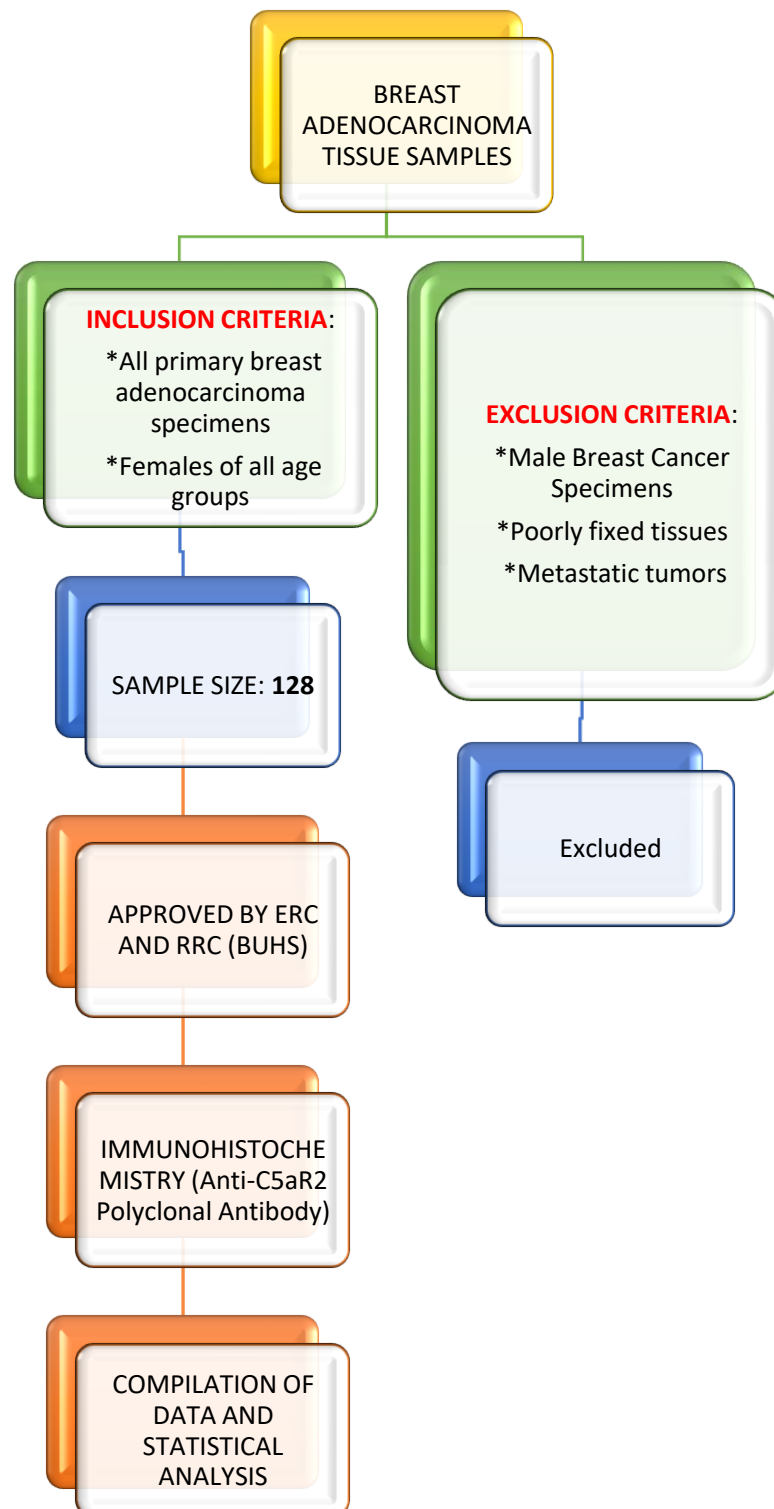 BREAST
ADENOCARCINOMA
TISSUE SAMPLES
INCLUSION CRITERIA:
*All primary breast
adenocarcinoma
specimens
*Females of all age
groups
EXCLUSION CRITERIA:
*Male Breast Cancer
Specimens
*Poorly fixed tissues
*Metastatic tumors
SAMPLE SIZE: 128
Excluded
APPROVED BY ERC
AND RRC (BUHS)
IMMUNOHISTOCHE
MISTRY (Anti-C5aR2
Polyclonal Antibody)
COMPILATION OF
DATA AND
STATISTICAL
ANALYSIS